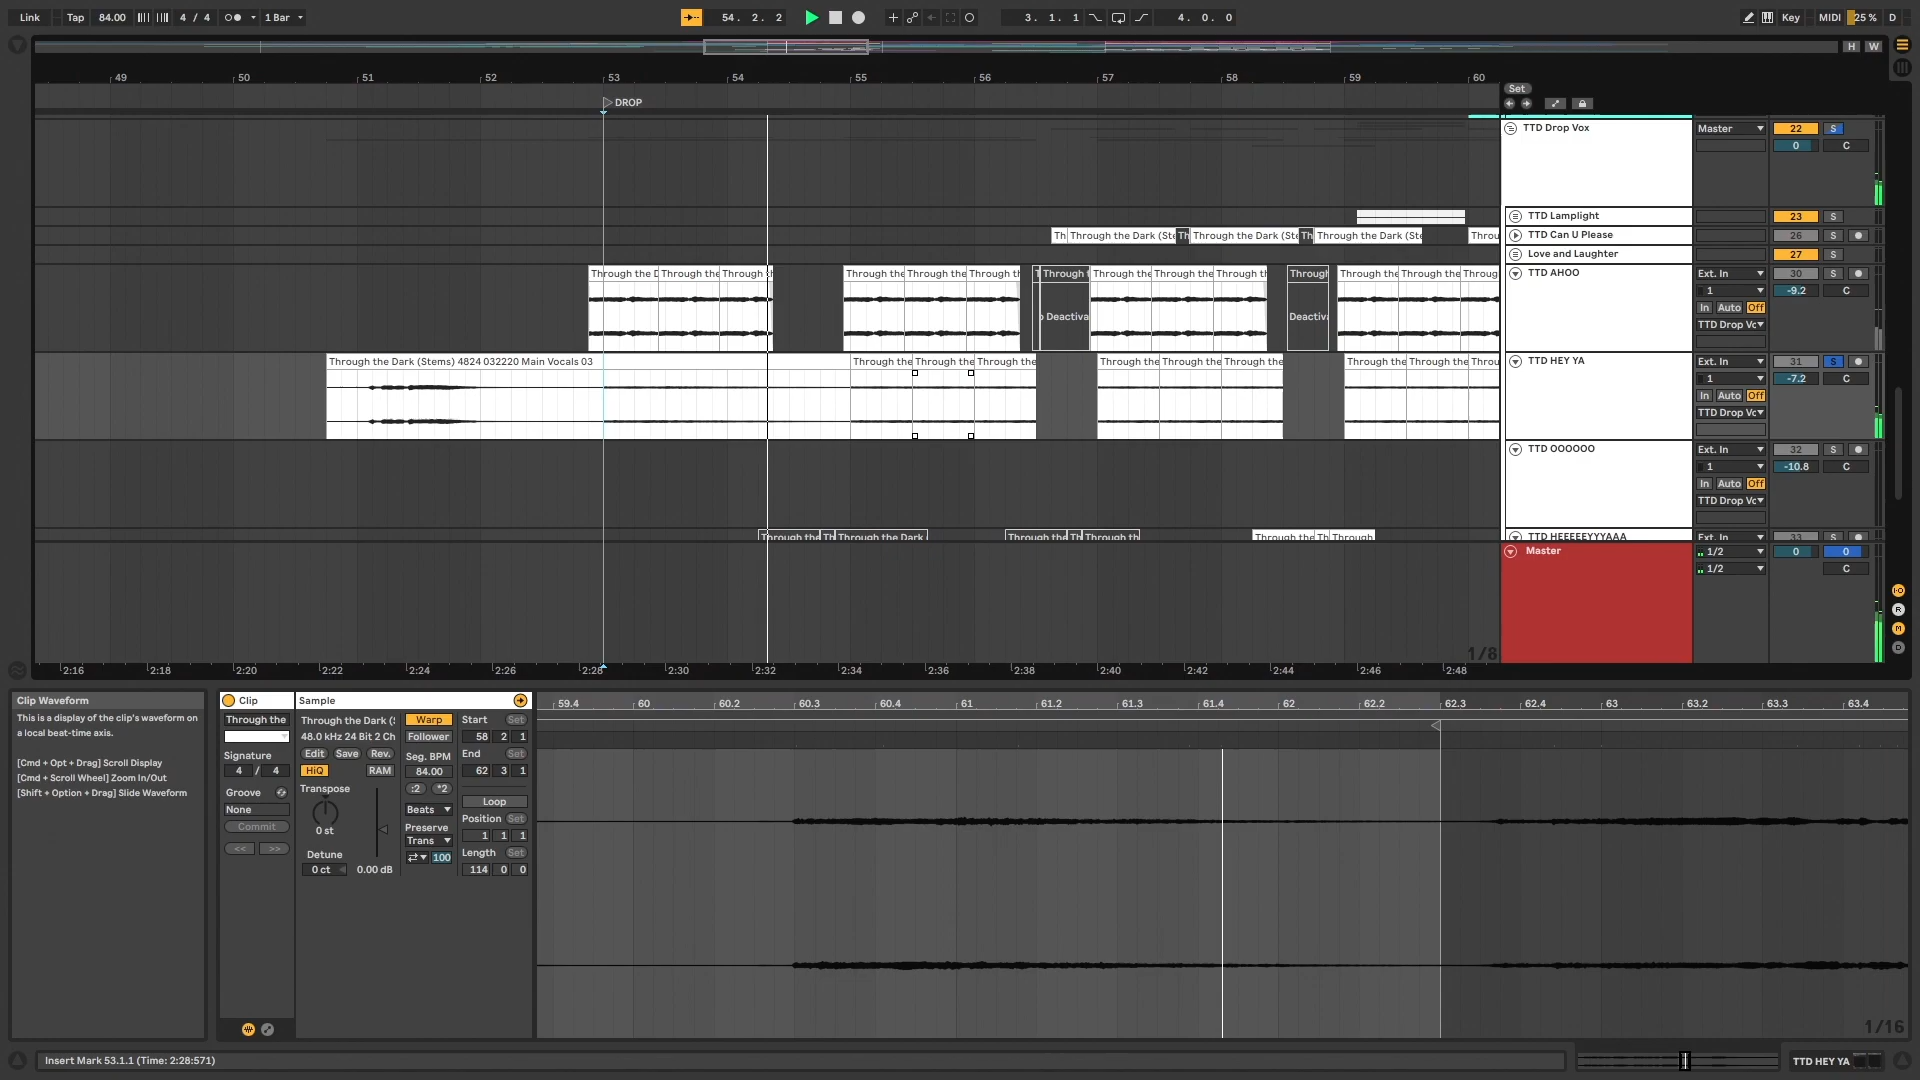 Link Tap 84.00 4 / 4 1 Bar 54. 2. 2 3. 1. 1 4. 0. 0 Key MIDI 25 % D
H W
49 50 51 52 53 54 55 56 57 58 59 60
Set
DROP
TTD Drop Vox Master 22 S
0 C
TTD Lamplight 23 S
Th Through the Dark (Ste Th Through the Dark (Ste Th Through the Dark (Ste Throu TTD Can U Please 26 S
Love and Laughter 27 S
Through the D Through the Through th Through the Through the Through th Through t Through the Through the Through th Through Through the Through the Throug TTD AHOO Ext. In 30 S
1 -9.2 C
In Auto Off
Deactiva Deactiva TTD Drop Vc
Through the Dark (Stems) 4824 032220 Main Vocals 03 Through the Through the Through the Through the Through the Through the Through the Through the Throu TTD HEY YA Ext. In 31 S
1 -7.2 C
In Auto Off
TTD Drop Vc
TTD OOOOOO Ext. In 32 S
1 -10.8 C
In Auto Off
TTD Drop Vc
Through the Th Through the Dark Through the Th Through th Through the Th Through TTD HEEEEEYYYAAA Ext. In 33 S
Master 1/2 0 0
1/2 C
1/8
2:16 2:18 2:20 2:22 2:24 2:26 2:28 2:30 2:32 2:34 2:36 2:38 2:40 2:42 2:44 2:46 2:48
I·O
R
M
D
Clip Waveform
This is a display of the clip's waveform on
a local beat-time axis.
[Cmd + Opt + Drag] Scroll Display
[Cmd + Scroll Wheel] Zoom In/Out
[Shift + Option + Drag] Slide Waveform
Clip
Through the
Signature
4 / 4
Groove
None
Commit
<< >>
Sample
Through the Dark (S
48.0 kHz 24 Bit 2 Ch
Edit Save Rev.
HiQ RAM
Transpose
0 st
Detune
0 ct 0.00 dB
Warp
Follower
Seg. BPM
84.00
:2 *2
Beats
Preserve
Trans
100
Start Set
58 2 1
End Set
62 3 1
Loop
Position Set
1 1 1
Length Set
114 0 0
59.4 60 60.2 60.3 60.4 61 61.2 61.3 61.4 62 62.2 62.3 62.4 63 63.2 63.3 63.4
1/16
Insert Mark 53.1.1 (Time: 2:28:571) TTD HEY YA